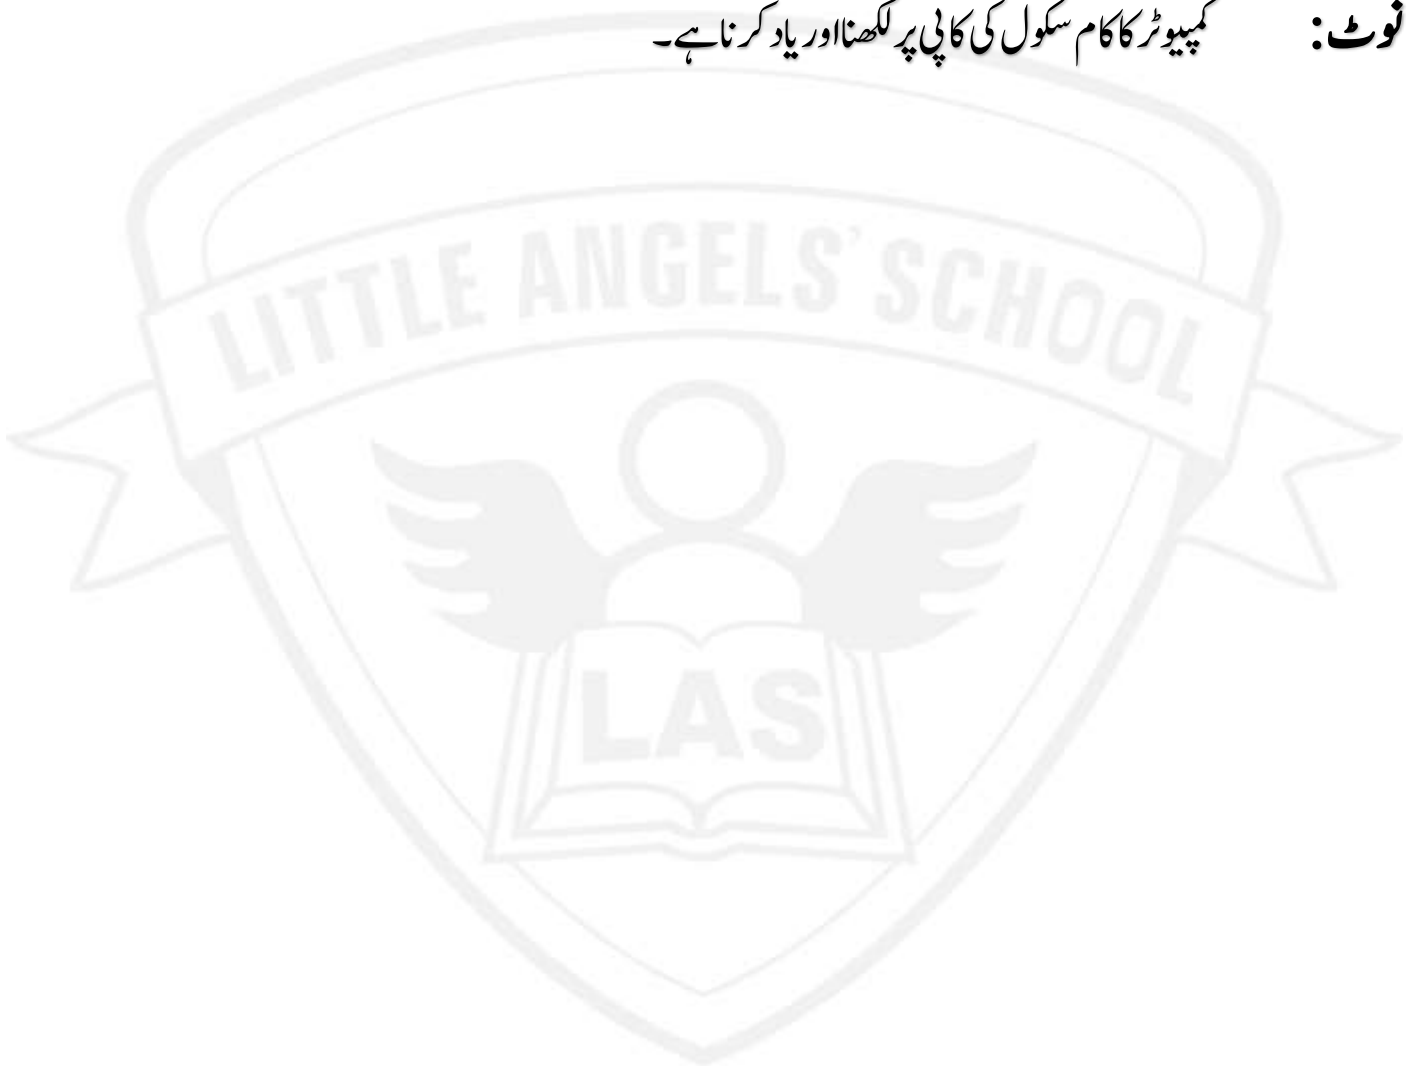 نوٹ: کمپیوٹر کا کام سکول کی کاپی پر لکھنا اور یاد کرنا ہے۔
LITTLE ANGELS' SCHOOL
LAS